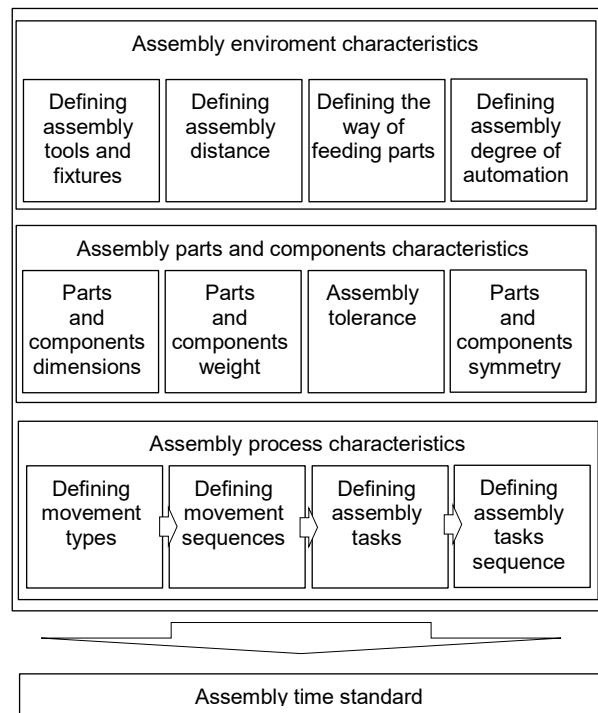 Assembly enviroment characteristics
Defining
assembly
tools and
fixtures
Defining
assembly
distance
Defining the
way of
feeding parts
Defining
assembly
degree of
automation
Assembly parts and components characteristics
Parts
and
components
dimensions
Parts
and
components
weight
Assembly
tolerance
Parts
and
components
symmetry
Assembly process characteristics
Defining
movement
types
Defining
movement
sequences
Defining
assembly
tasks
Defining
assembly
tasks
sequence
Assembly time standard